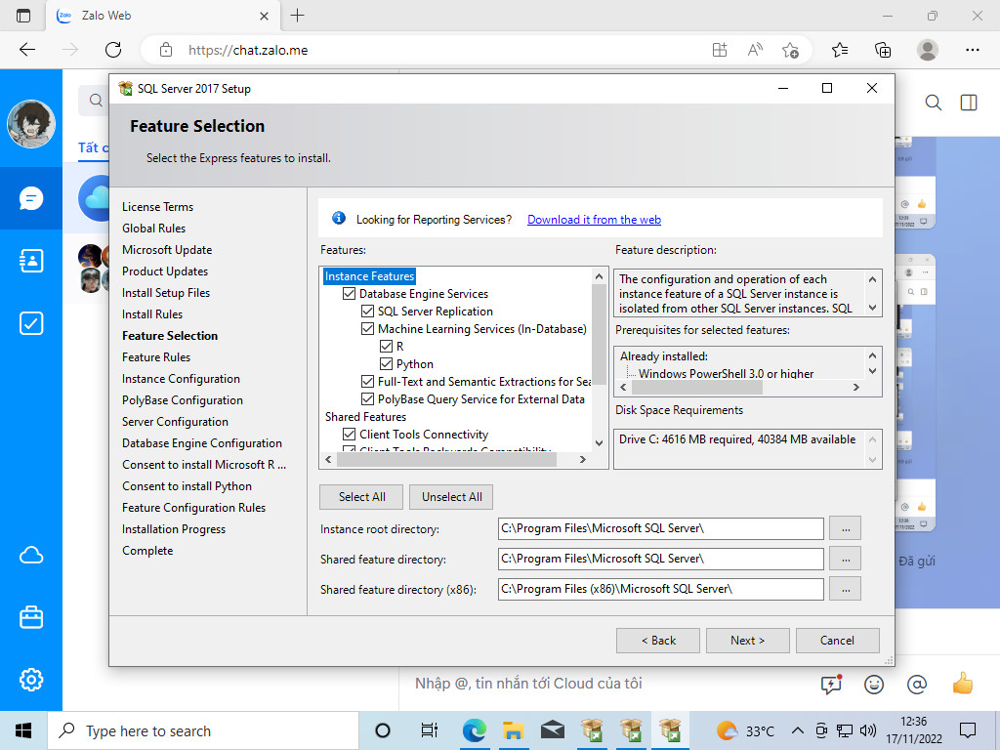 Zalo Web
https://chat.zalo.me
SQL Server 2017 Setup
Feature Selection
Select the Express features to install.
Tất c
License Terms
Global Rules
Microsoft Update
Product Updates
Install Setup Files
Install Rules
Feature Selection
Feature Rules
Instance Configuration
PolyBase Configuration
Server Configuration
Database Engine Configuration
Consent to install Microsoft R ...
Consent to install Python
Feature Configuration Rules
Installation Progress
Complete
Looking for Reporting Services? Download it from the web
Features:
Instance Features
Database Engine Services
SQL Server Replication
Machine Learning Services (In-Database)
R
Python
Full-Text and Semantic Extractions for Sea
PolyBase Query Service for External Data
Shared Features
Client Tools Connectivity
Client Tools Backwards Compatibility
Feature description:
The configuration and operation of each
instance feature of a SQL Server instance is
isolated from other SQL Server instances. SQL
Prerequisites for selected features:
Already installed:
Windows PowerShell 3.0 or higher
Disk Space Requirements
Drive C: 4616 MB required, 40384 MB available
Select All
Unselect All
Instance root directory:
C:\Program Files\Microsoft SQL Server\
...
Shared feature directory:
C:\Program Files\Microsoft SQL Server\
...
Shared feature directory (x86):
C:\Program Files (x86)\Microsoft SQL Server\
...
< Back
Next >
Cancel
Đã gửi
Nhập @, tin nhắn tới Cloud của tôi
Type here to search
33°C
12:36
17/11/2022